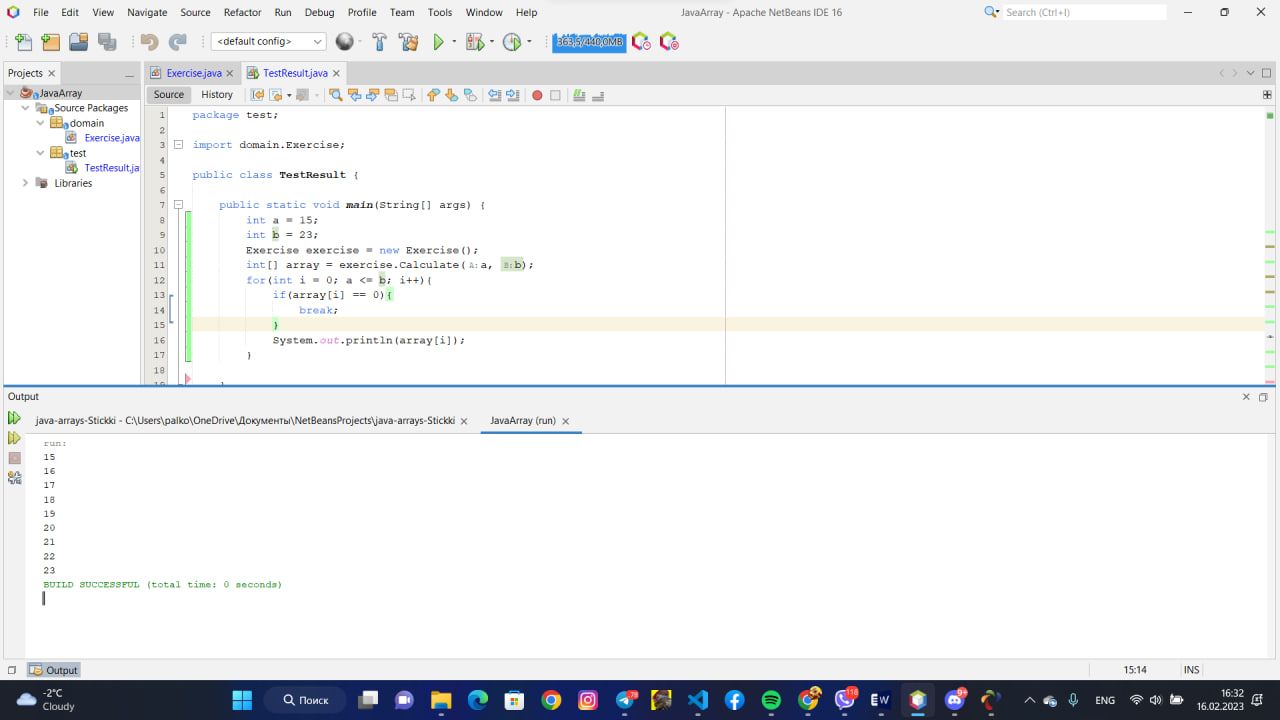 File Edit View Navigate Source Refactor Run Debug Profile Team Tools Window Help
JavaArray - Apache NetBeans IDE 16
Search (Ctrl+I)
<default config>
363,5/440,0MB
Projects
Exercise.java
TestResult.java
Source History
JavaArray
Source Packages
domain
Exercise.java
test
TestResult.ja
Libraries
1 package test;
2
3 import domain.Exercise;
4
5 public class TestResult {
6
7 public static void main(String[] args) {
8 int a = 15;
9 int b = 23;
10 Exercise exercise = new Exercise();
11 int[] array = exercise.Calculate(A: a, B: b);
12 for(int i = 0; a <= b; i++){
13 if(array[i] == 0){
14 break;
15 }
16 System.out.println(array[i]);
17 }
18
19 }
Output
java-arrays-Stickki - C:\Users\palko\OneDrive\Документы\NetBeansProjects\java-arrays-Stickki
JavaArray (run)
run:
15
16
17
18
19
20
21
22
23
BUILD SUCCESSFUL (total time: 0 seconds)
Output
15:14
INS
-2°C
Cloudy
Поиск
78
118
9+
ENG
16:32
16.02.2023